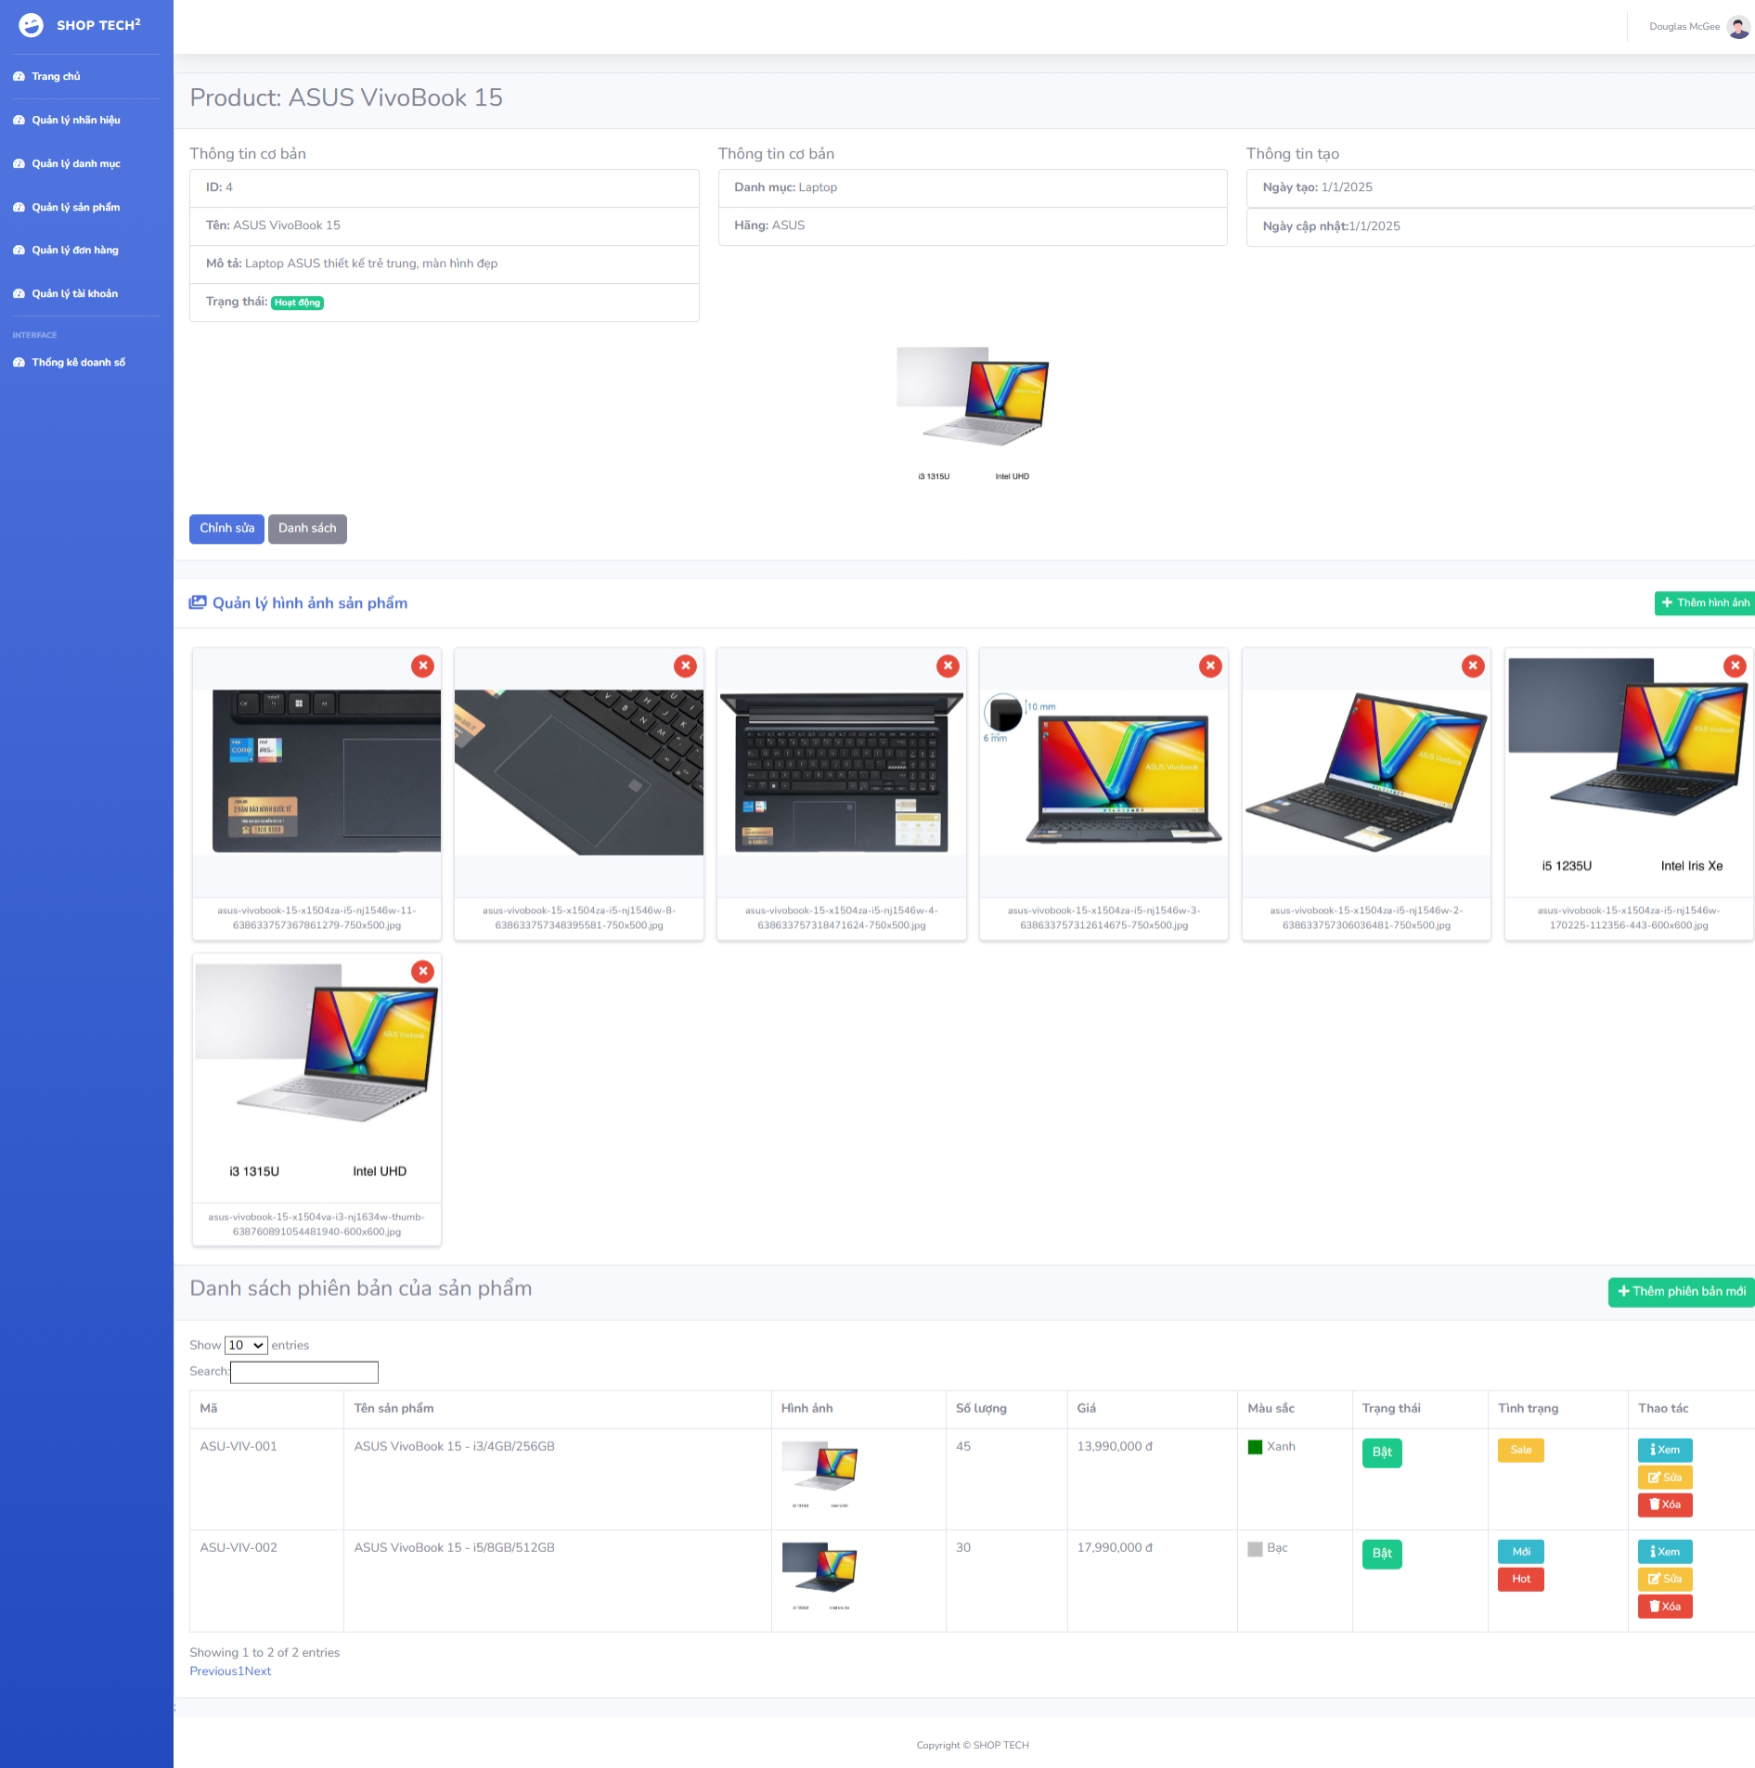 SHOP TECH²
Douglas McGee
Trang chủ
Quản lý nhãn hiệu
Quản lý danh mục
Quản lý sản phẩm
Quản lý đơn hàng
Quản lý tài khoản
INTERFACE
Thống kê doanh số
Product: ASUS VivoBook 15
Thông tin cơ bản
ID: 4
Tên: ASUS VivoBook 15
Mô tả: Laptop ASUS thiết kế trẻ trung, màn hình đẹp
Trạng thái: Hoạt động
Thông tin cơ bản
Danh mục: Laptop
Hãng: ASUS
Thông tin tạo
Ngày tạo: 1/1/2025
Ngày cập nhật:1/1/2025
i3 1315U Intel UHD
Chỉnh sửa Danh sách
Quản lý hình ảnh sản phẩm
Thêm hình ảnh
asus-vivobook-15-x1504za-i5-nj1546w-11-
638633757367861279-750x500.jpg
asus-vivobook-15-x1504za-i5-nj1546w-8-
638633757348395581-750x500.jpg
asus-vivobook-15-x1504za-i5-nj1546w-4-
638633757318471624-750x500.jpg
10 mm
6 mm
ASUS Vivobook
asus-vivobook-15-x1504za-i5-nj1546w-3-
638633757312614675-750x500.jpg
ASUS Vivobook
asus-vivobook-15-x1504za-i5-nj1546w-2-
638633757306036481-750x500.jpg
ASUS Vivobook
i5 1235U Intel Iris Xe
asus-vivobook-15-x1504za-i5-nj1546w-
170225-112356-443-600x600.jpg
ASUS Vivobook
i3 1315U Intel UHD
asus-vivobook-15-x1504va-i3-nj1634w-thumb-
638760891054481940-600x600.jpg
Danh sách phiên bản của sản phẩm
Thêm phiên bản mới
Show 10 entries
Search:
Mã Tên sản phẩm Hình ảnh Số lượng Giá Màu sắc Trạng thái Tình trạng Thao tác
ASU-VIV-001 ASUS VivoBook 15 - i3/4GB/256GB 45 13,990,000 đ Xanh Bật Sale Xem
Sửa
Xóa
ASU-VIV-002 ASUS VivoBook 15 - i5/8GB/512GB 30 17,990,000 đ Bạc Bật Mới Xem
Hot Sửa
Xóa
Showing 1 to 2 of 2 entries
Previous1Next
Copyright © SHOP TECH